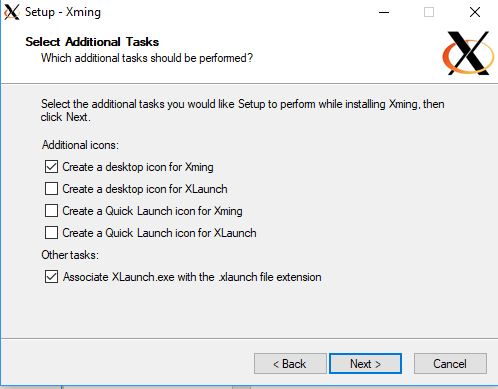 Setup - Xming
Select Additional Tasks
Which additional tasks should be performed?
Select the additional tasks you would like Setup to perform while installing Xming, then
click Next.
Additional icons:
Create a desktop icon for Xming
Create a desktop icon for XLaunch
Create a Quick Launch icon for Xming
Create a Quick Launch icon for XLaunch
Other tasks:
Associate XLaunch.exe with the .xlaunch file extension
< Back
Next >
Cancel